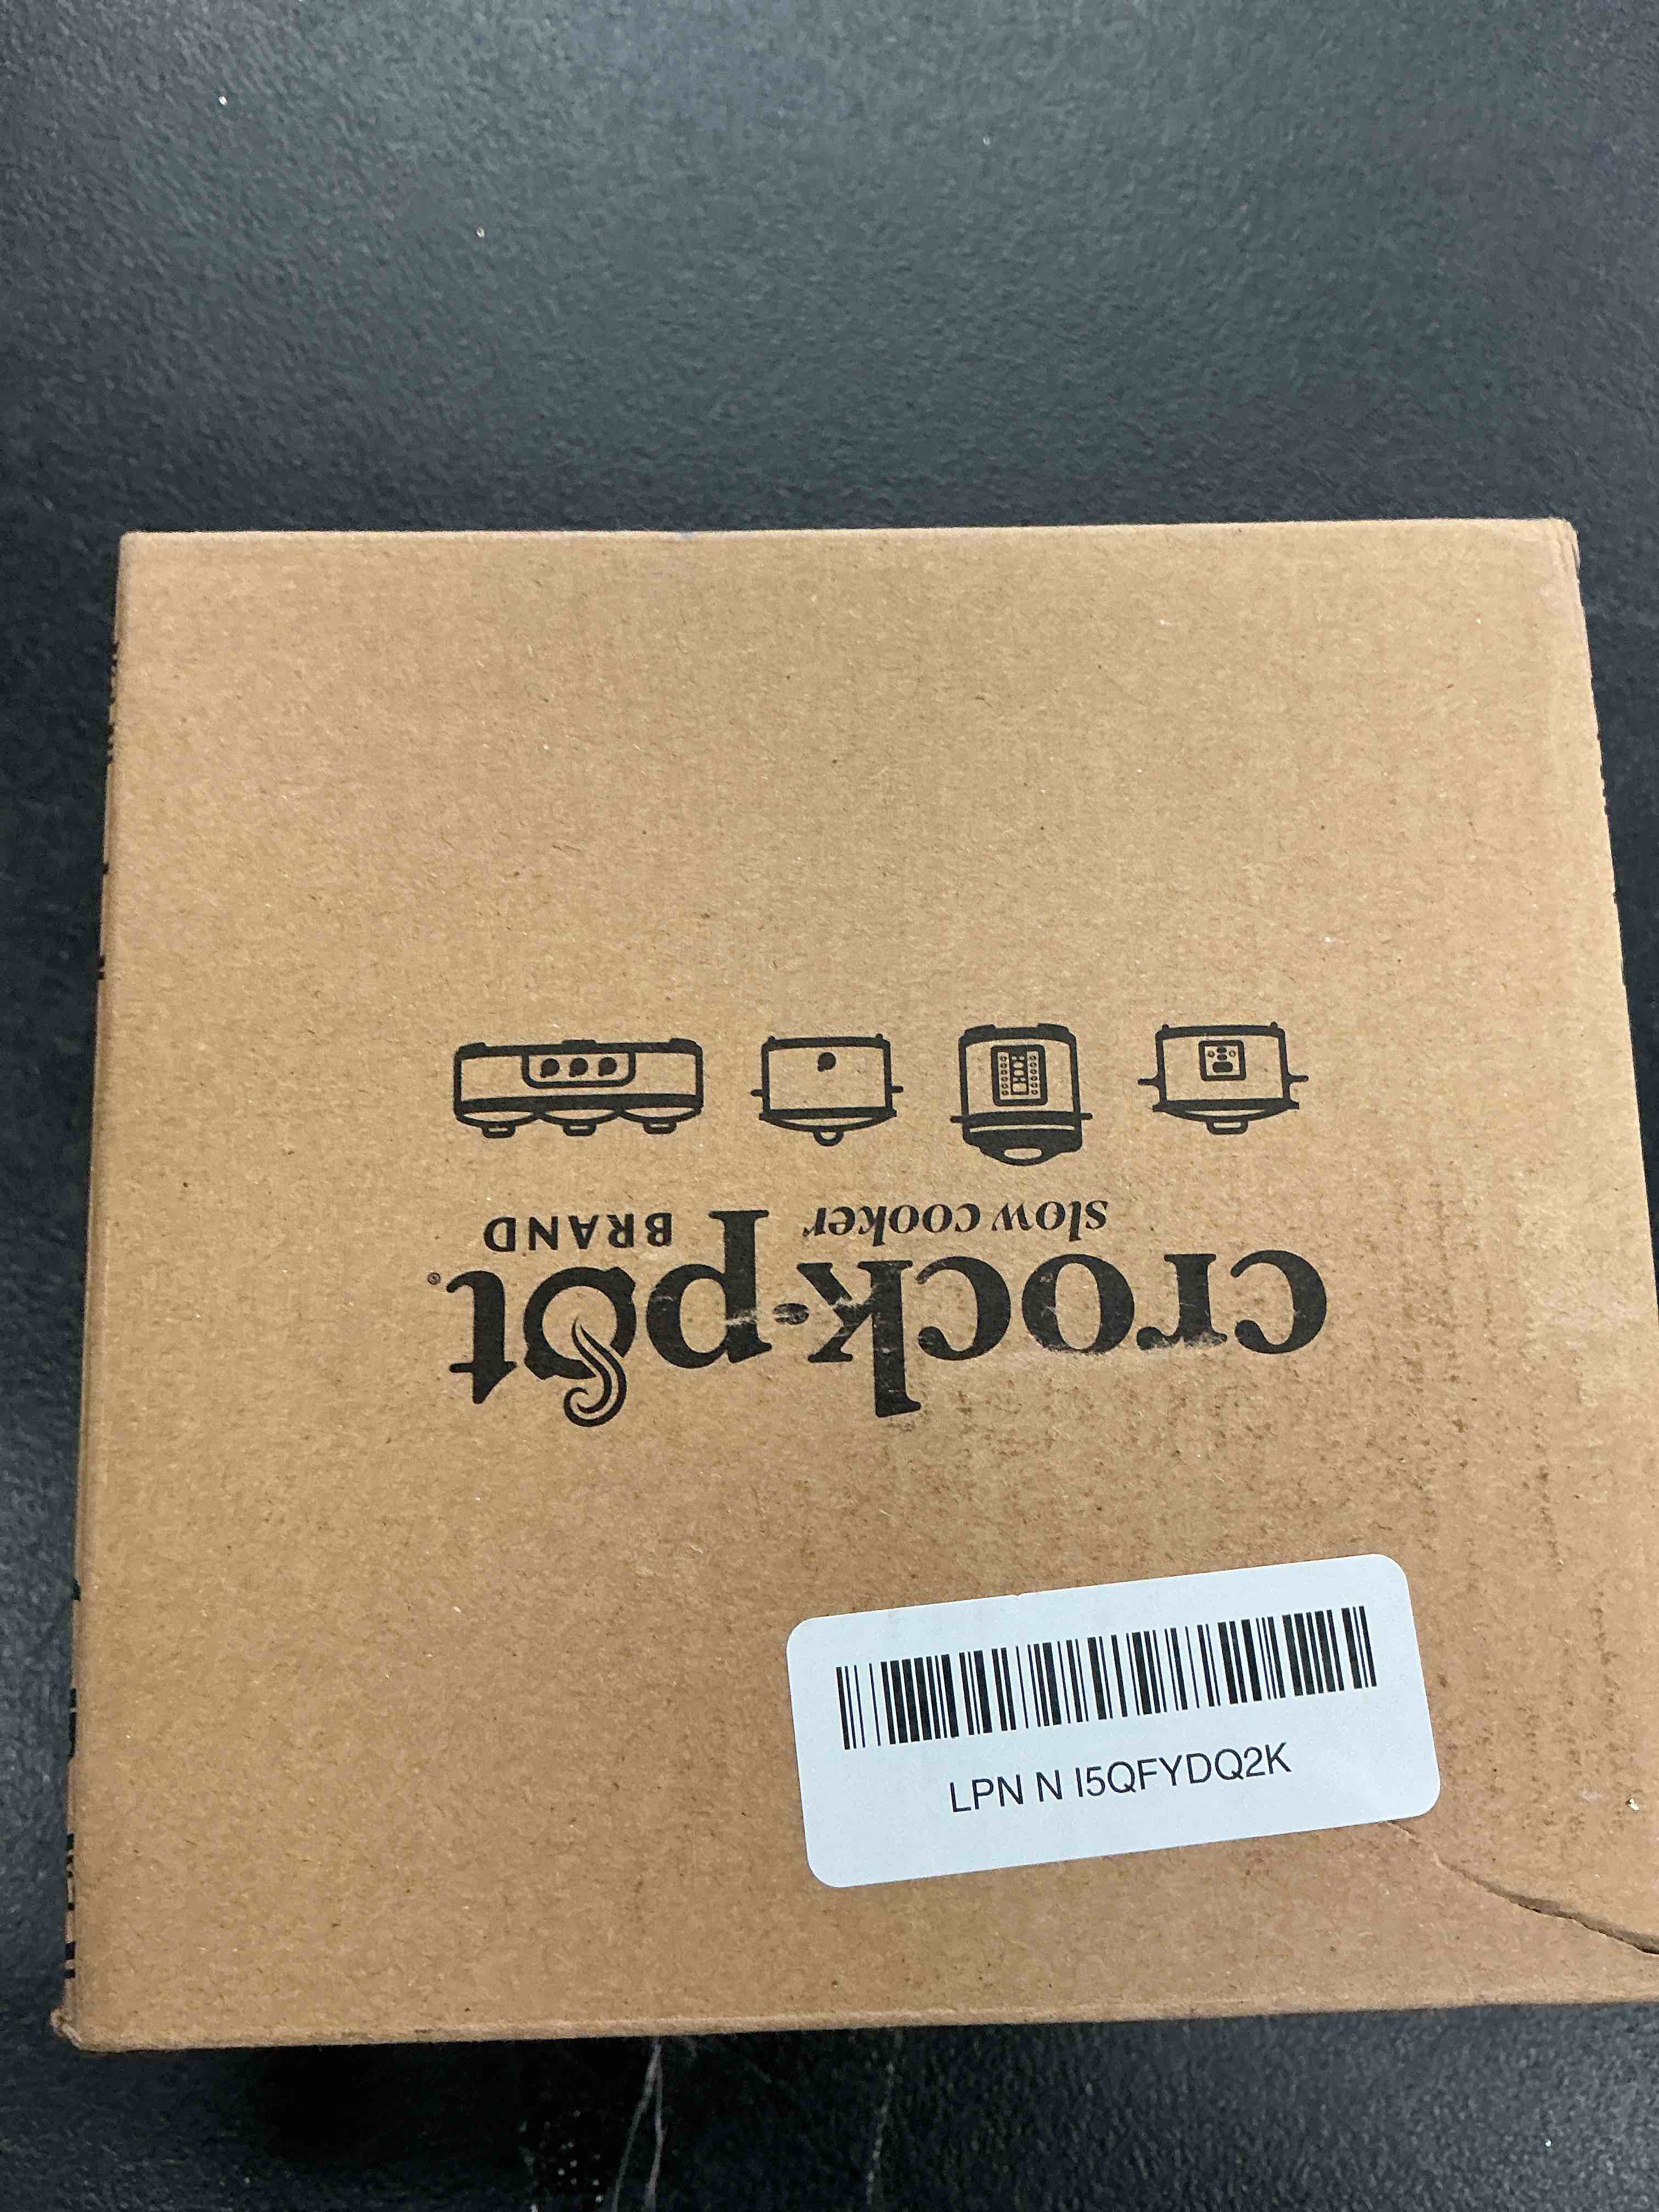 crock-pot®
slow cooker BRAND
LPN N I5QFYDQ2K